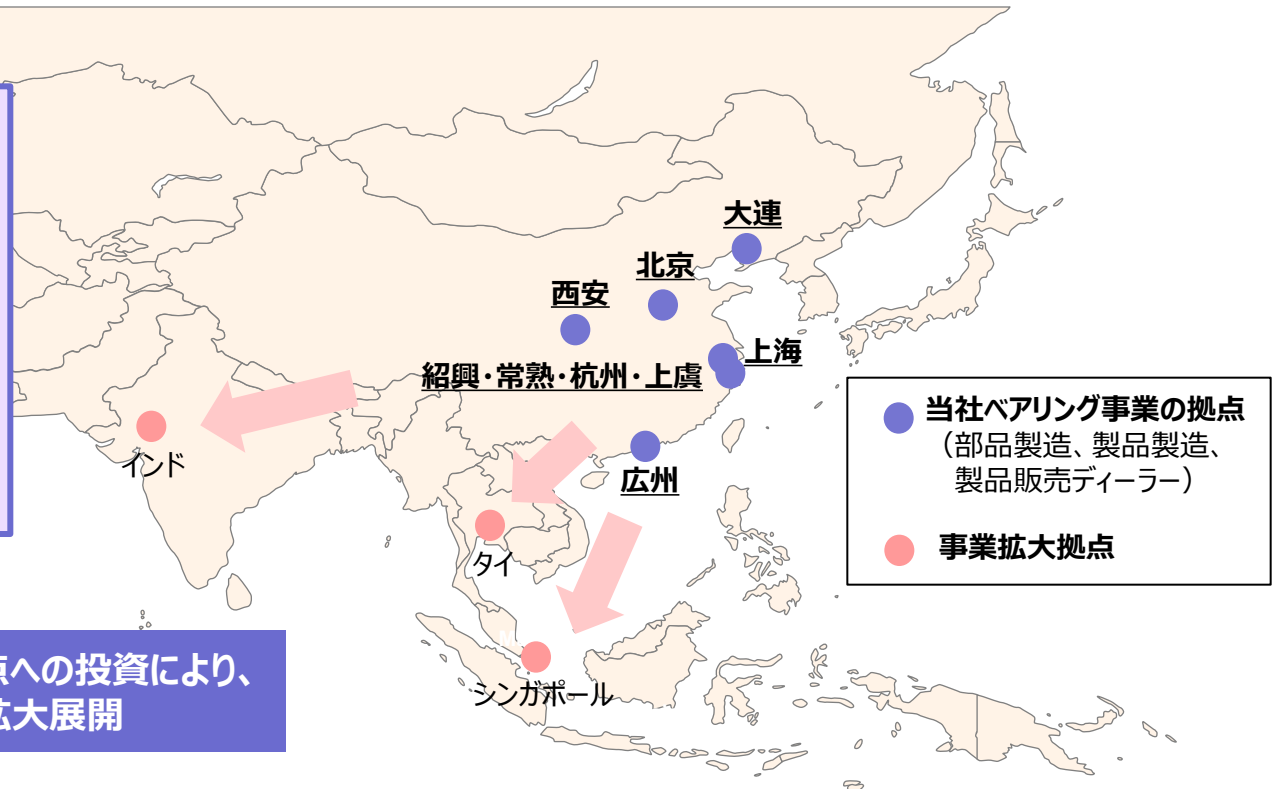 大連
北京
西安
上海
紹興・常熟・杭州・上虞
広州
インド
タイ
シンガポール
当社ベアリング事業の拠点
（部品製造、製品製造、
製品販売ディーラー）
事業拡大拠点
点への投資により、
拡大展開